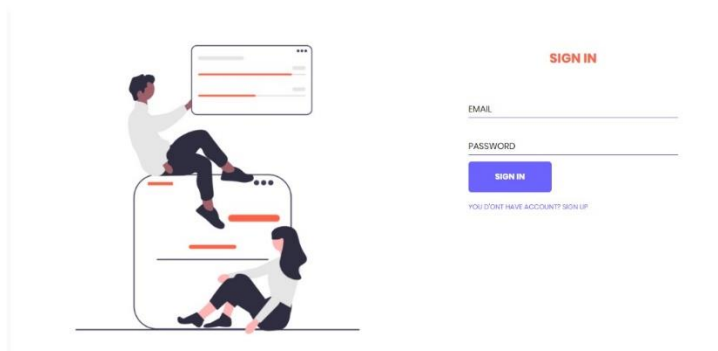 SIGN IN
EMAIL
PASSWORD
SIGN IN
YOU D'ONT HAVE ACCOUNT? SIGN UP